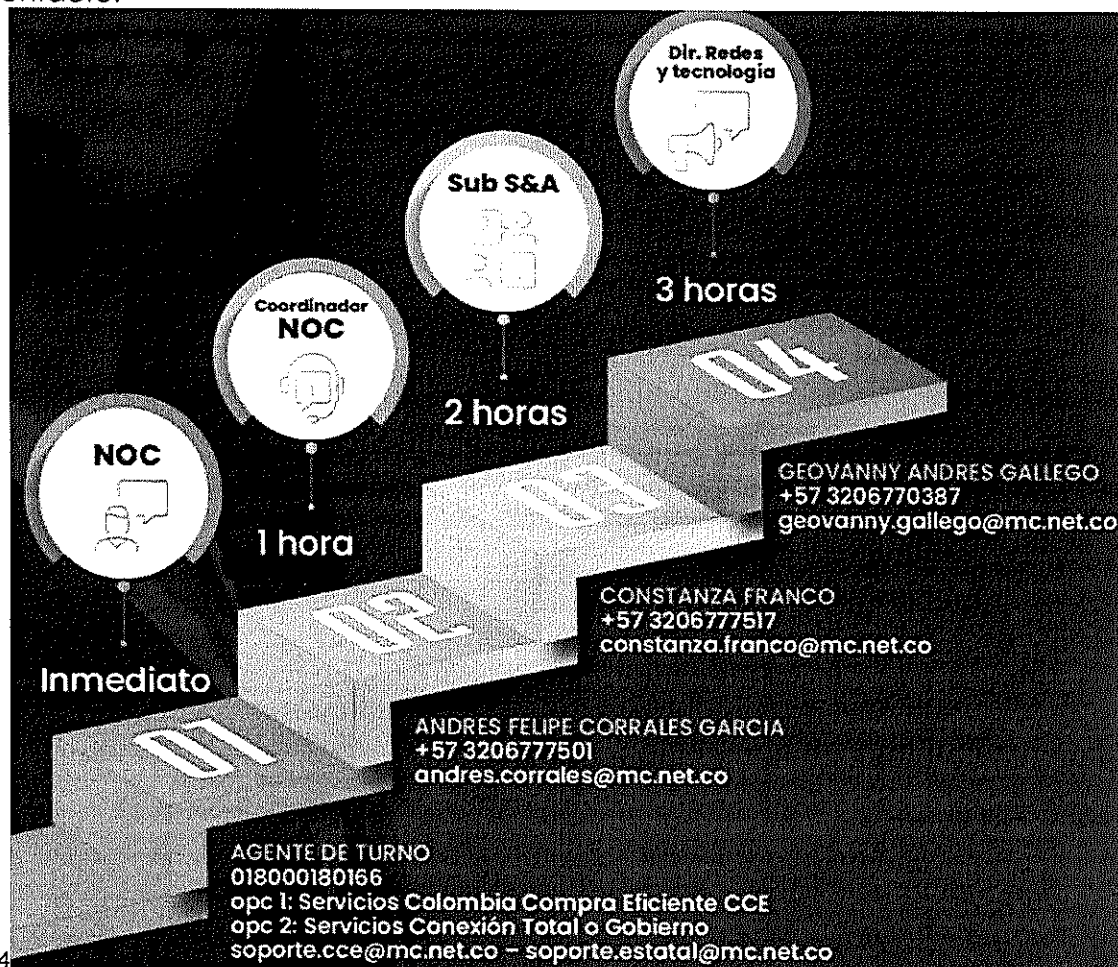 Dir. Redes
y tecnología
Sub S&A
3 horas
Coordinador
NOC
2 horas
04
NOC
GEOVANNY ANDRES GALLEGO
+57 3206770387
geovanny.gallego@mc.net.co
03
1 hora
CONSTANZA FRANCO
+57 3206777517
constanza.franco@mc.net.co
02
Inmediato
ANDRES FELIPE CORRALES GARCIA
+57 3206777501
andres.corrales@mc.net.co
01
AGENTE DE TURNO
018000180166
opc 1: Servicios Colombia Compra Eficiente CCE
opc 2: Servicios Conexión Total o Gobierno
soporte.cce@mc.net.co – soporte.estatal@mc.net.co
4